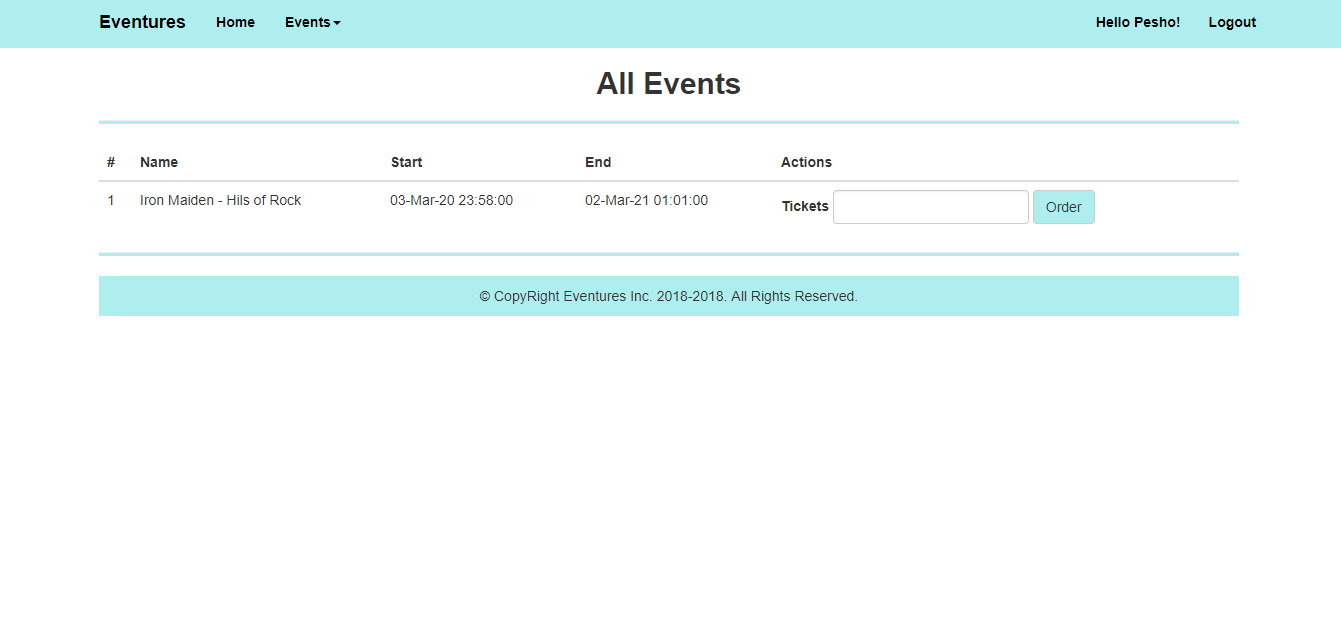 Eventures Home Events Hello Pesho! Logout
All Events
# Name Start End Actions
1 Iron Maiden - Hils of Rock 03-Mar-20 23:58:00 02-Mar-21 01:01:00 Tickets Order
© CopyRight Eventures Inc. 2018-2018. All Rights Reserved.